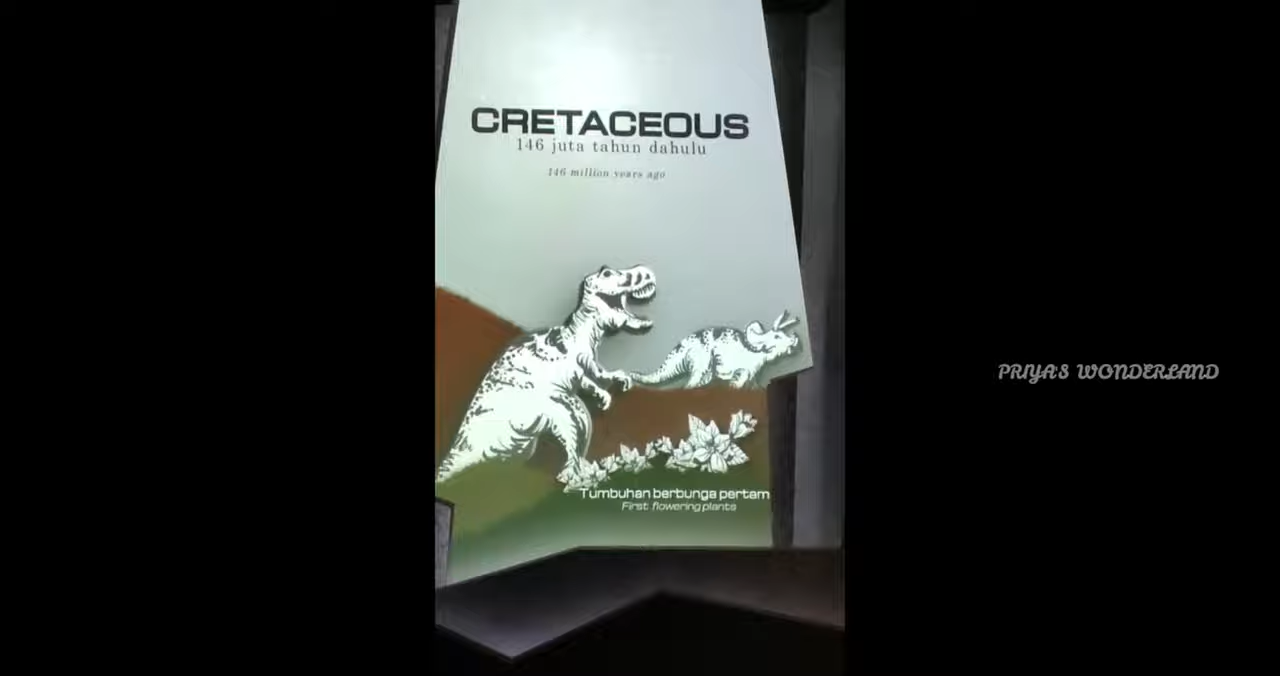 CRETACEOUS
146 juta tahun dahulu
146 million years ago
Tumbuhan berbunga pertam
First flowering plants
PRIYA'S WONDERLAND